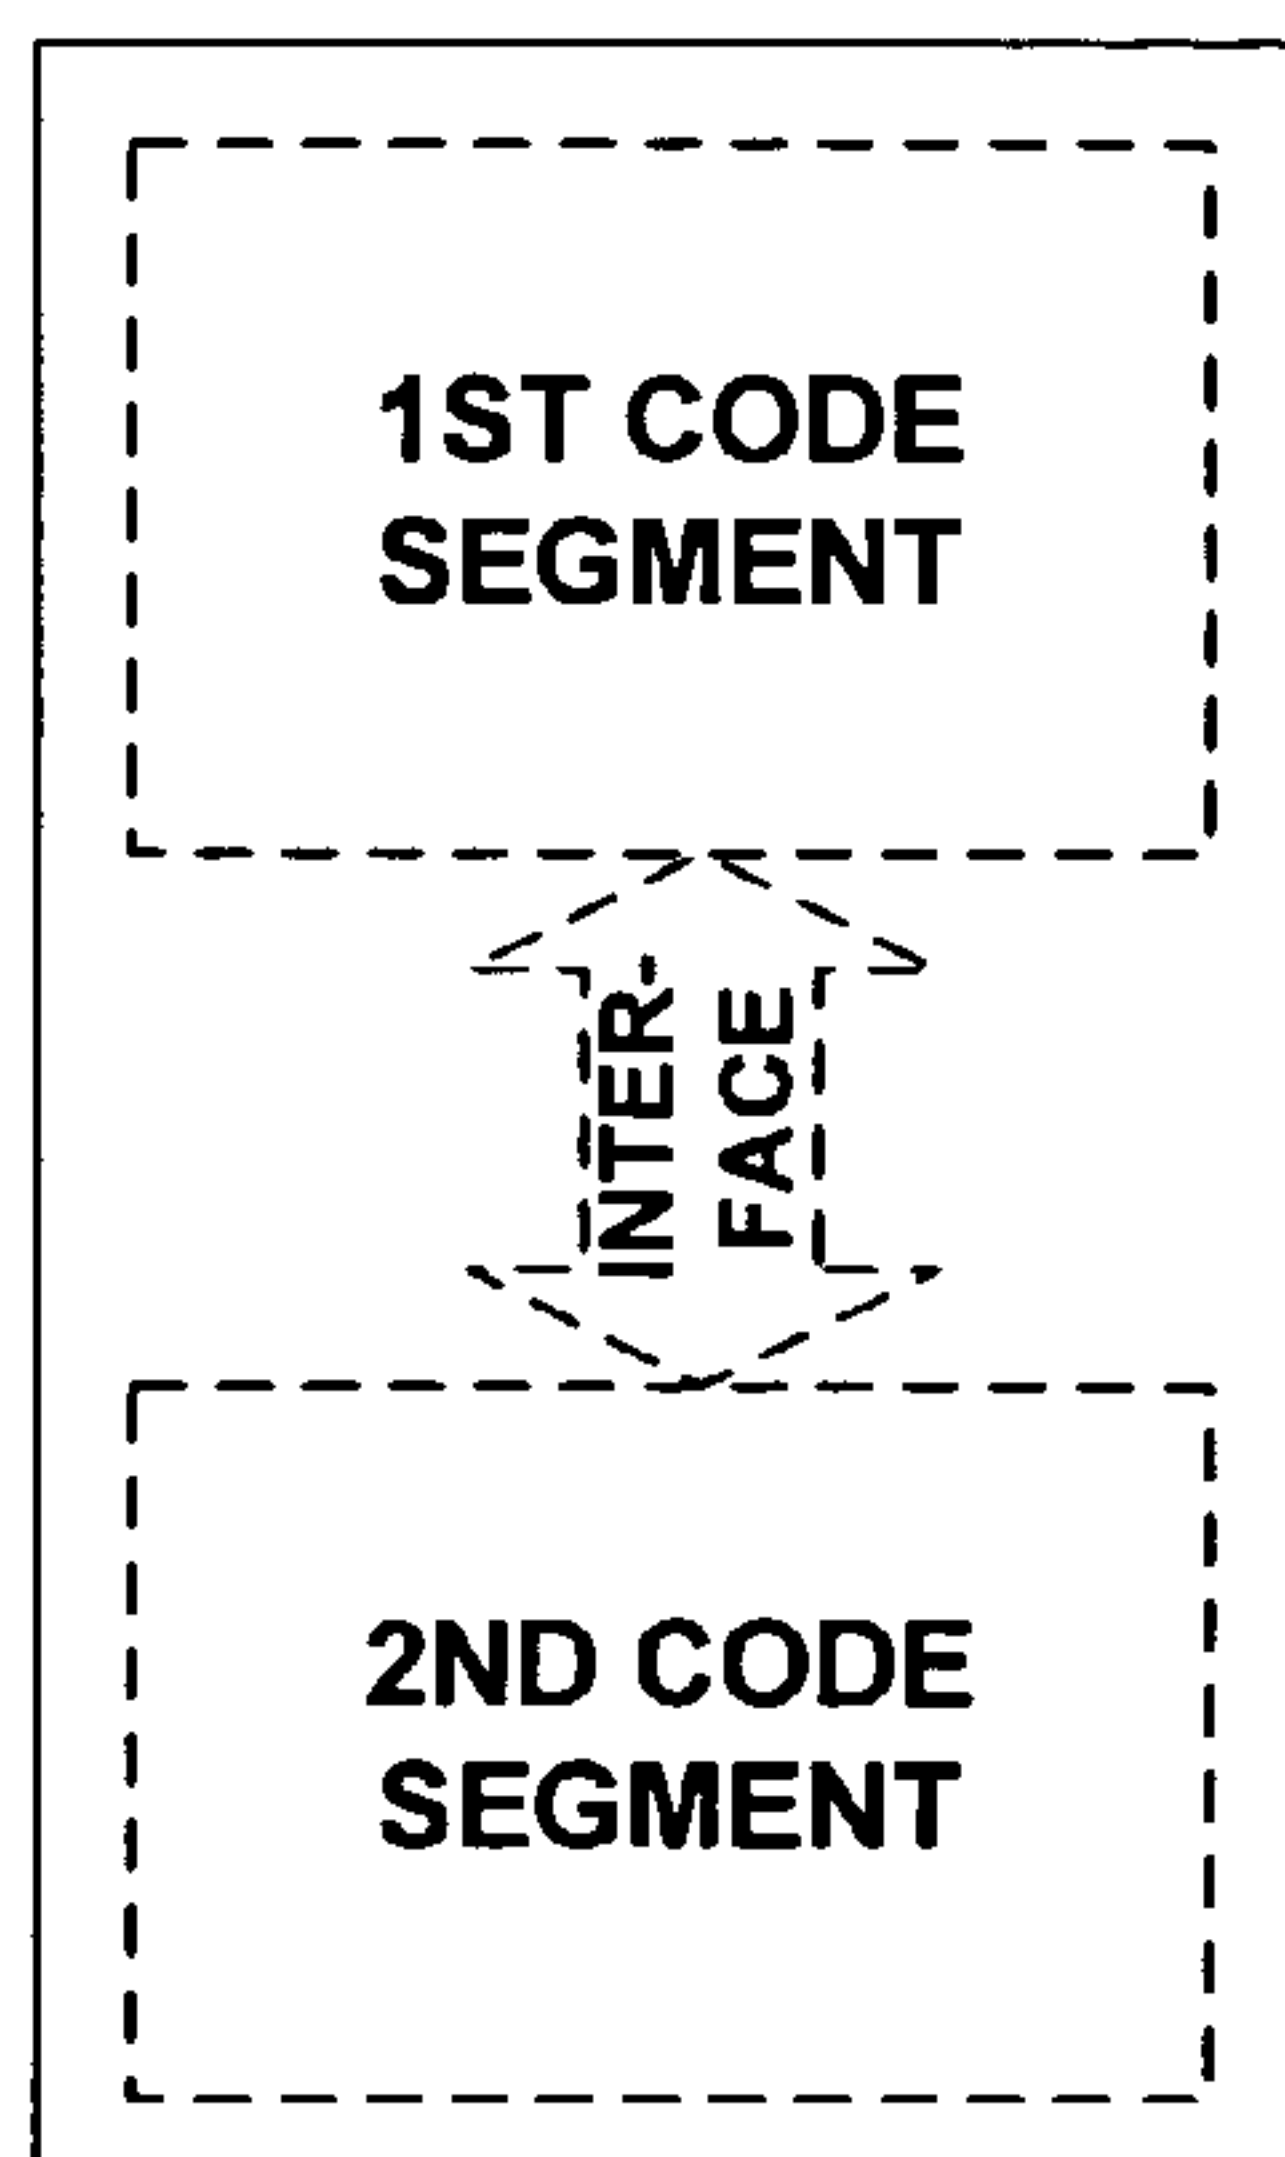 1ST CODE
SEGMENT
INTER-
FACE
2ND CODE
SEGMENT